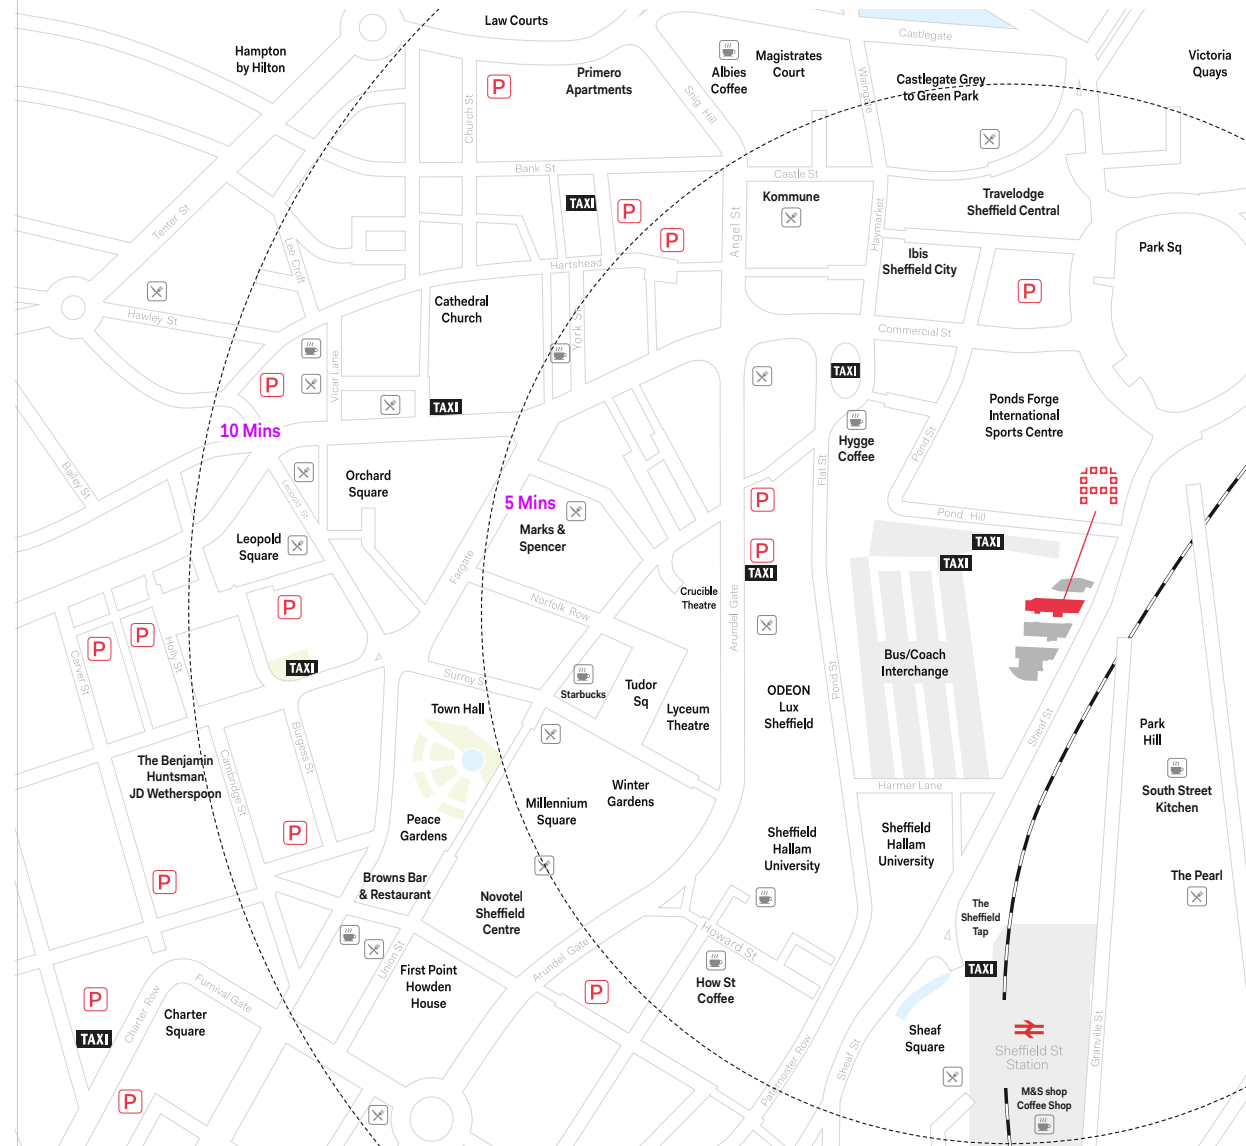 Law Courts
Castlegate
Hampton
by Hilton
Albies
Coffee
Magistrates
Court
Victoria
Quays
Primero
Apartments
P
Castlegate Grey
to Green Park
Waingate
Snig Hill
Church St
Bank St
Castle St
Tenter St
TAXI
P
P
Kommune
Travelodge
Sheffield Central
Angel St
Haymarket
Lee Croft
Hartshead
Ibis
Sheffield City
Park Sq
P
Hawley St
Cathedral
Church
York St
Commercial St
Vicar Lane
P
TAXI
TAXI
10 Mins
Ponds Forge
International
Sports Centre
Hygge
Coffee
Pond St
Flat St
Bailey St
Orchard
Square
Leopold St
5 Mins
P
Pond Hill
Marks &
Spencer
Leopold
Square
P
TAXI
TAXI
TAXI
Fargate
Norfolk Row
Crucible
Theatre
Arundel Gate
P
P
P
Holly St
Carver St
TAXI
Surrey S
Starbucks
Tudor
Sq
Bus/Coach
Interchange
Pond St
ODEON
Lux
Sheffield
Lyceum
Theatre
Town Hall
Burgess St
Sheaf St
Park
Hill
The Benjamin
Huntsman
JD Wetherspoon
Cambridge St
Winter
Gardens
Millennium
Square
Harmer Lane
South Street
Kitchen
Peace
Gardens
P
Sheffield
Hallam
University
Sheffield
Hallam
University
P
Browns Bar
& Restaurant
The Pearl
Novotel
Sheffield
Centre
The
Sheffield
Tap
Howard St
Union St
Arundel Gate
TAXI
First Point
Howden
House
How St
Coffee
P
Furnival Gate
P
Charter Row
Charter
Square
TAXI
Sheaf
Square
Sheffield St
Station
Granville St
Paternoster Row
Sheaf St
P
M&S shop
Coffee Shop